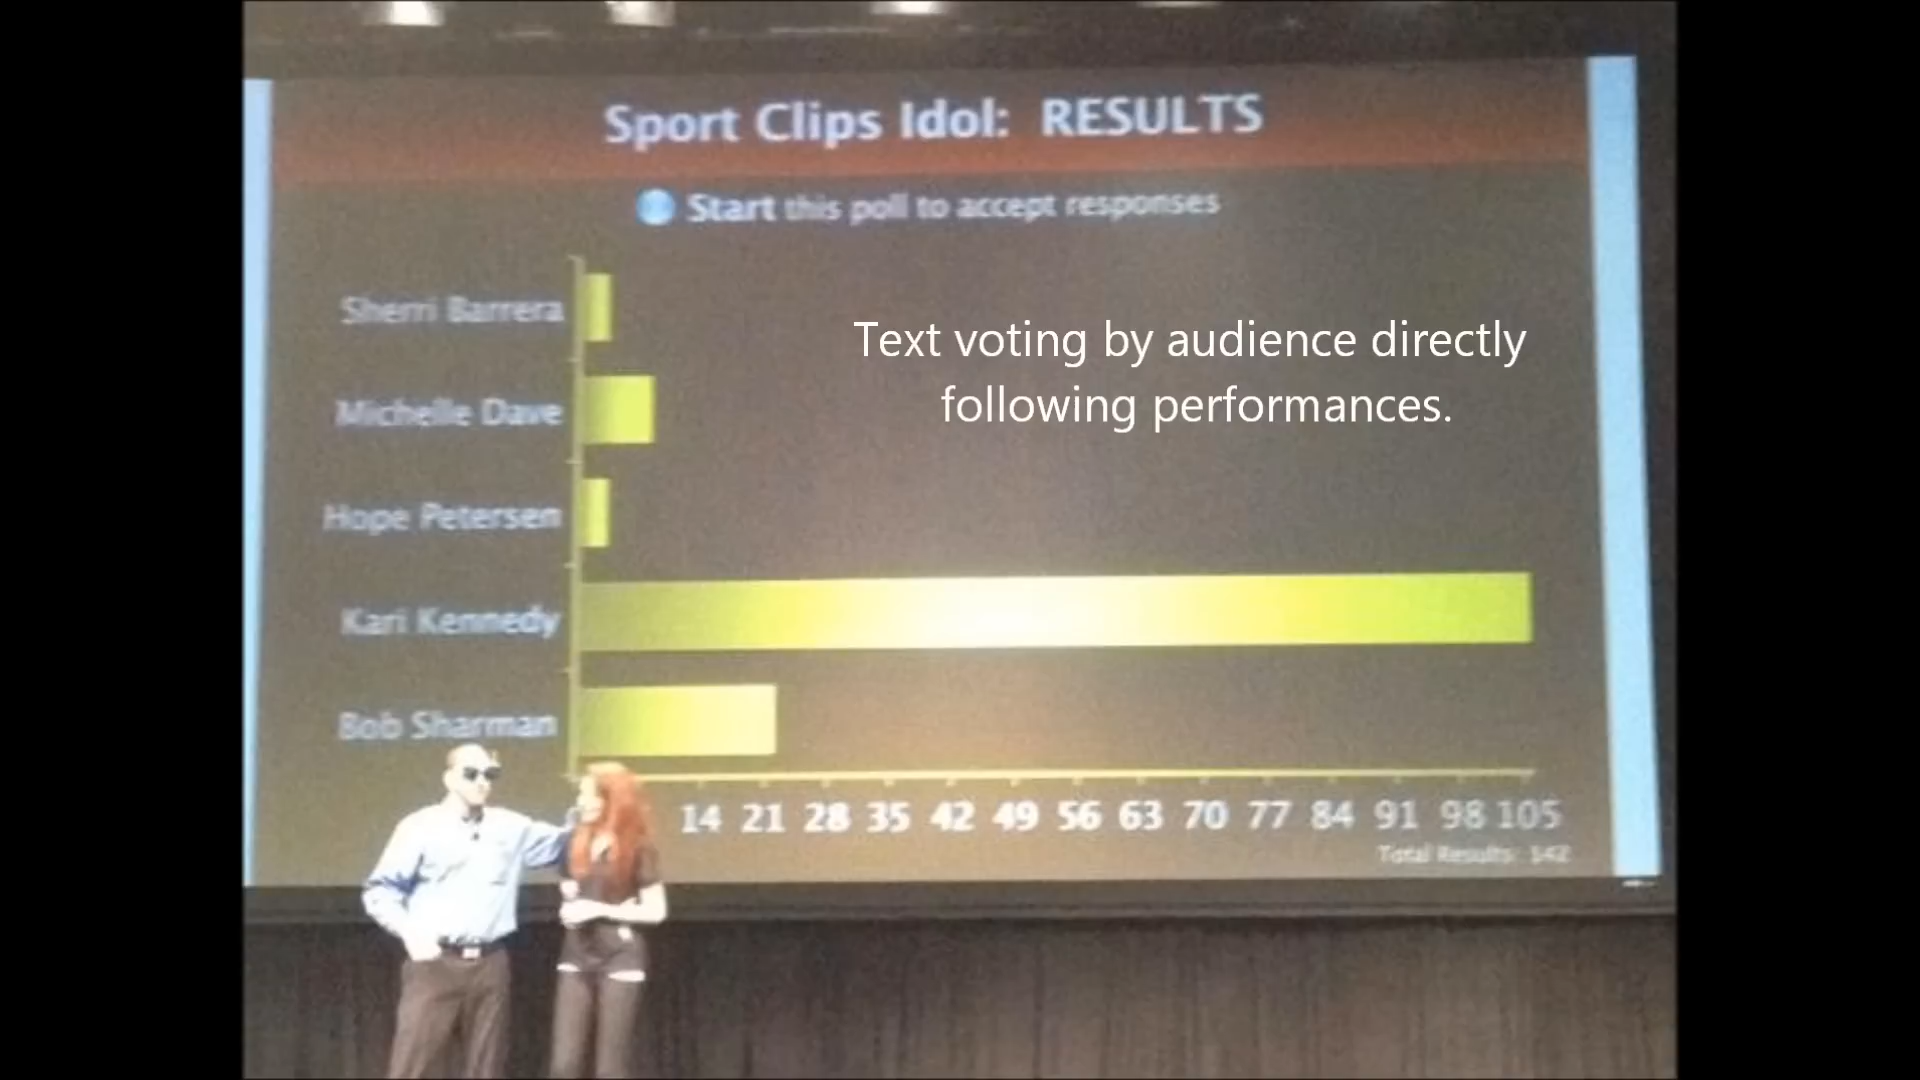 Sport Clips Idol: RESULTS
Start this poll to accept responses
Sherri Barrera
Text voting by audience directly
following performances.
Michelle Dave
Hope Petersen
Kari Kennedy
Bob Sharman
14 21 28 35 42 49 56 63 70 77 84 91 98 105
Total Results: 142